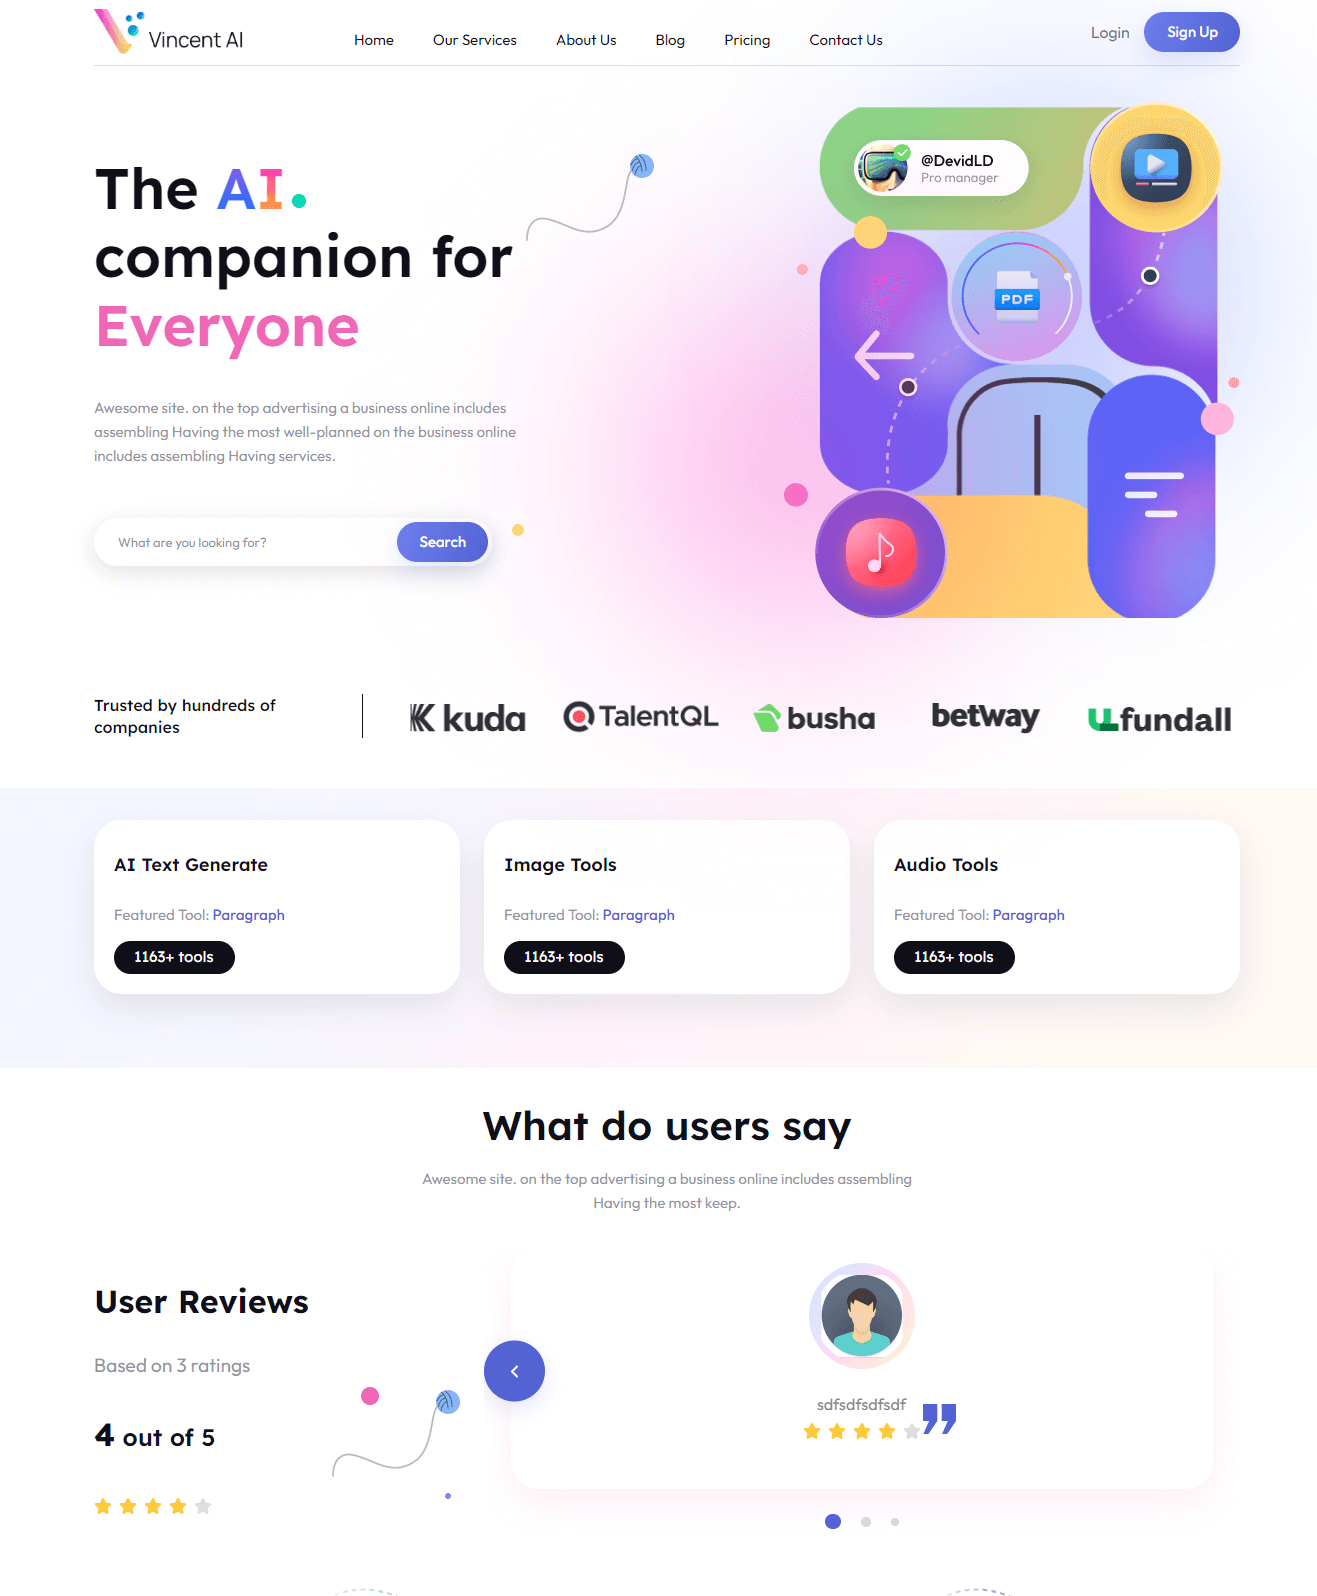 Vincent AI
Home
Our Services
About Us
Blog
Pricing
Contact Us
Login
Sign Up
The AI.
companion for
Everyone
Awesome site. on the top advertising a business online includes
assembling Having the most well-planned on the business online
includes assembling Having services.
What are you looking for?
Search
@DevidLD
Pro manager
PDF
Trusted by hundreds of
companies
kuda
TalentQL
busha
betway
fundall
AI Text Generate
Featured Tool: Paragraph
1163+ tools
Image Tools
Featured Tool: Paragraph
1163+ tools
Audio Tools
Featured Tool: Paragraph
1163+ tools
What do users say
Awesome site. on the top advertising a business online includes assembling
Having the most keep.
User Reviews
Based on 3 ratings
4 out of 5
sdfsdfsdfsdf